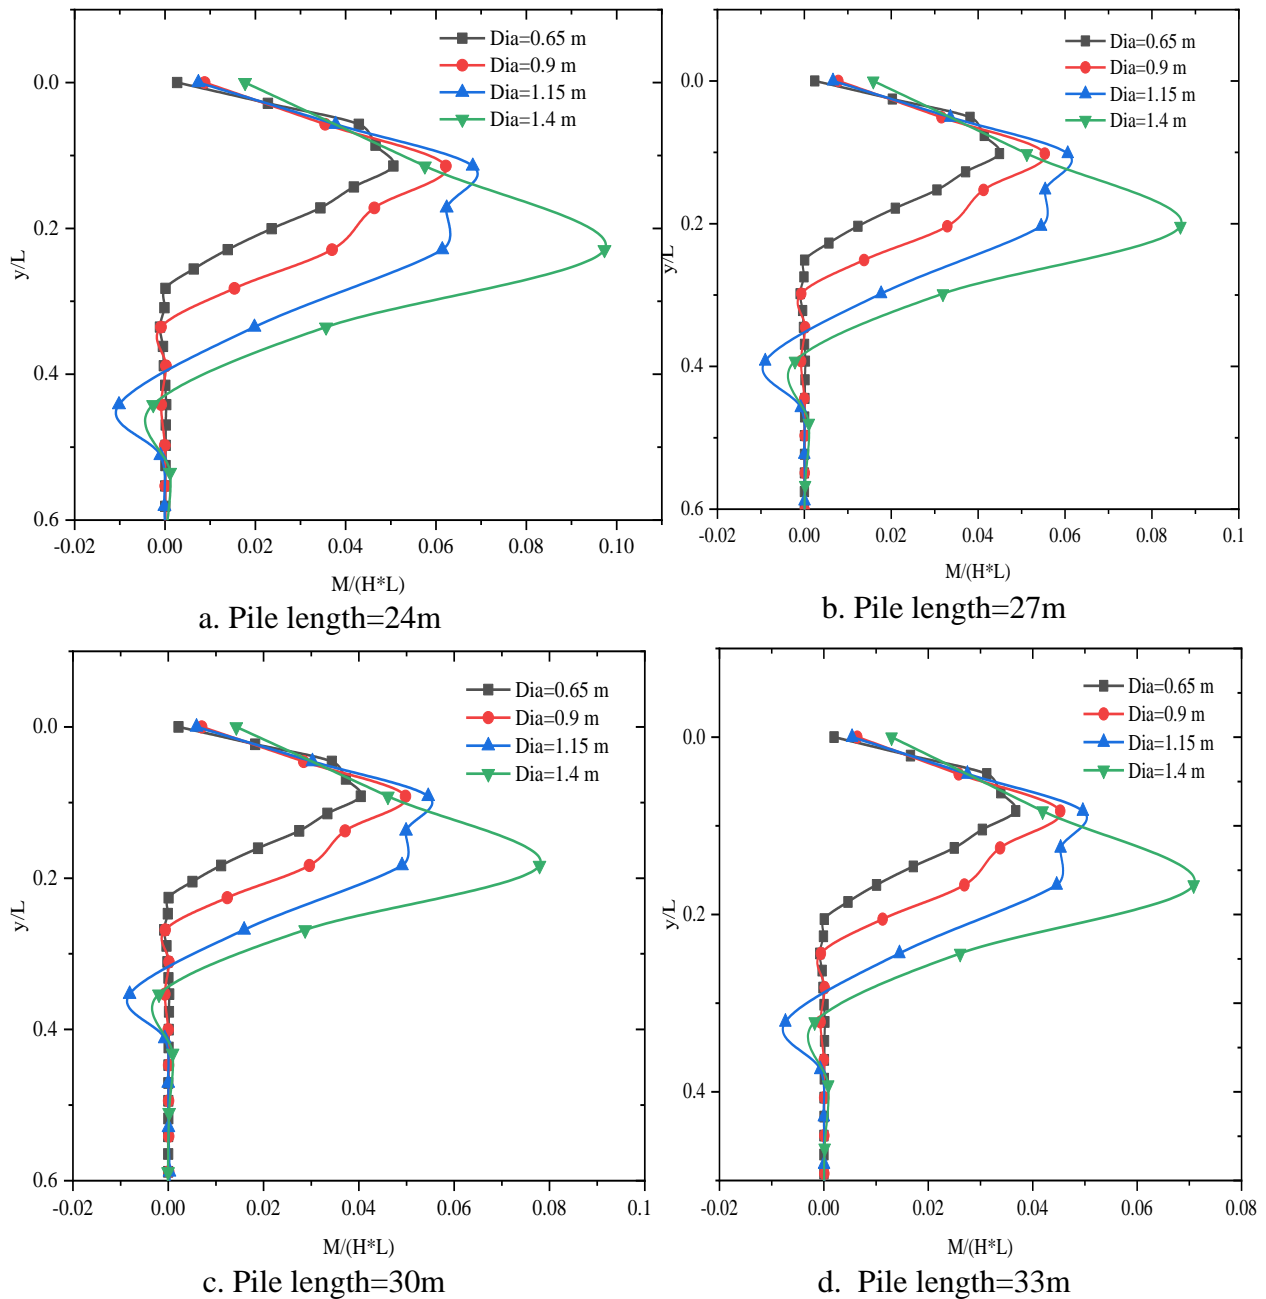 Dia=0.65 m
Dia=0.9 m
Dia=1.15 m
Dia=1.4 m
0.0
0.2
0.4
0.6
y/L
-0.02 0.00 0.02 0.04 0.06 0.08 0.10
M/(H*L)
a. Pile length=24m
Dia=0.65 m
Dia=0.9 m
Dia=1.15 m
Dia=1.4 m
0.0
0.2
0.4
0.6
y/L
-0.02 0.00 0.02 0.04 0.06 0.08 0.1
M/(H*L)
b. Pile length=27m
Dia=0.65 m
Dia=0.9 m
Dia=1.15 m
Dia=1.4 m
0.0
0.2
0.4
0.6
y/L
-0.02 0.00 0.02 0.04 0.06 0.08 0.1
M/(H*L)
c. Pile length=30m
Dia=0.65 m
Dia=0.9 m
Dia=1.15 m
Dia=1.4 m
0.0
0.2
0.4
y/L
-0.02 0.00 0.02 0.04 0.06 0.08
M/(H*L)
d. Pile length=33m